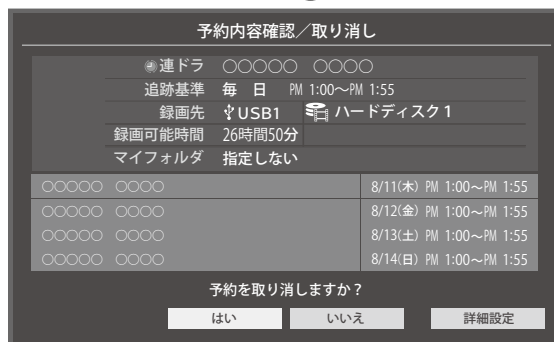 予約内容確認／取り消し
連ドラ ○○○○○ ○○○○
追跡基準 毎 日 PM 1:00～PM 1:55
録画先 USB1 ハードディスク1
録画可能時間 26時間50分
マイフォルダ 指定しない
○○○○○ ○○○○ 8/11(木) PM 1:00～PM 1:55
○○○○○ ○○○○ 8/12(金) PM 1:00～PM 1:55
○○○○○ ○○○○ 8/13(土) PM 1:00～PM 1:55
○○○○○ ○○○○ 8/14(日) PM 1:00～PM 1:55
予約を取り消しますか？
はい いいえ 詳細設定